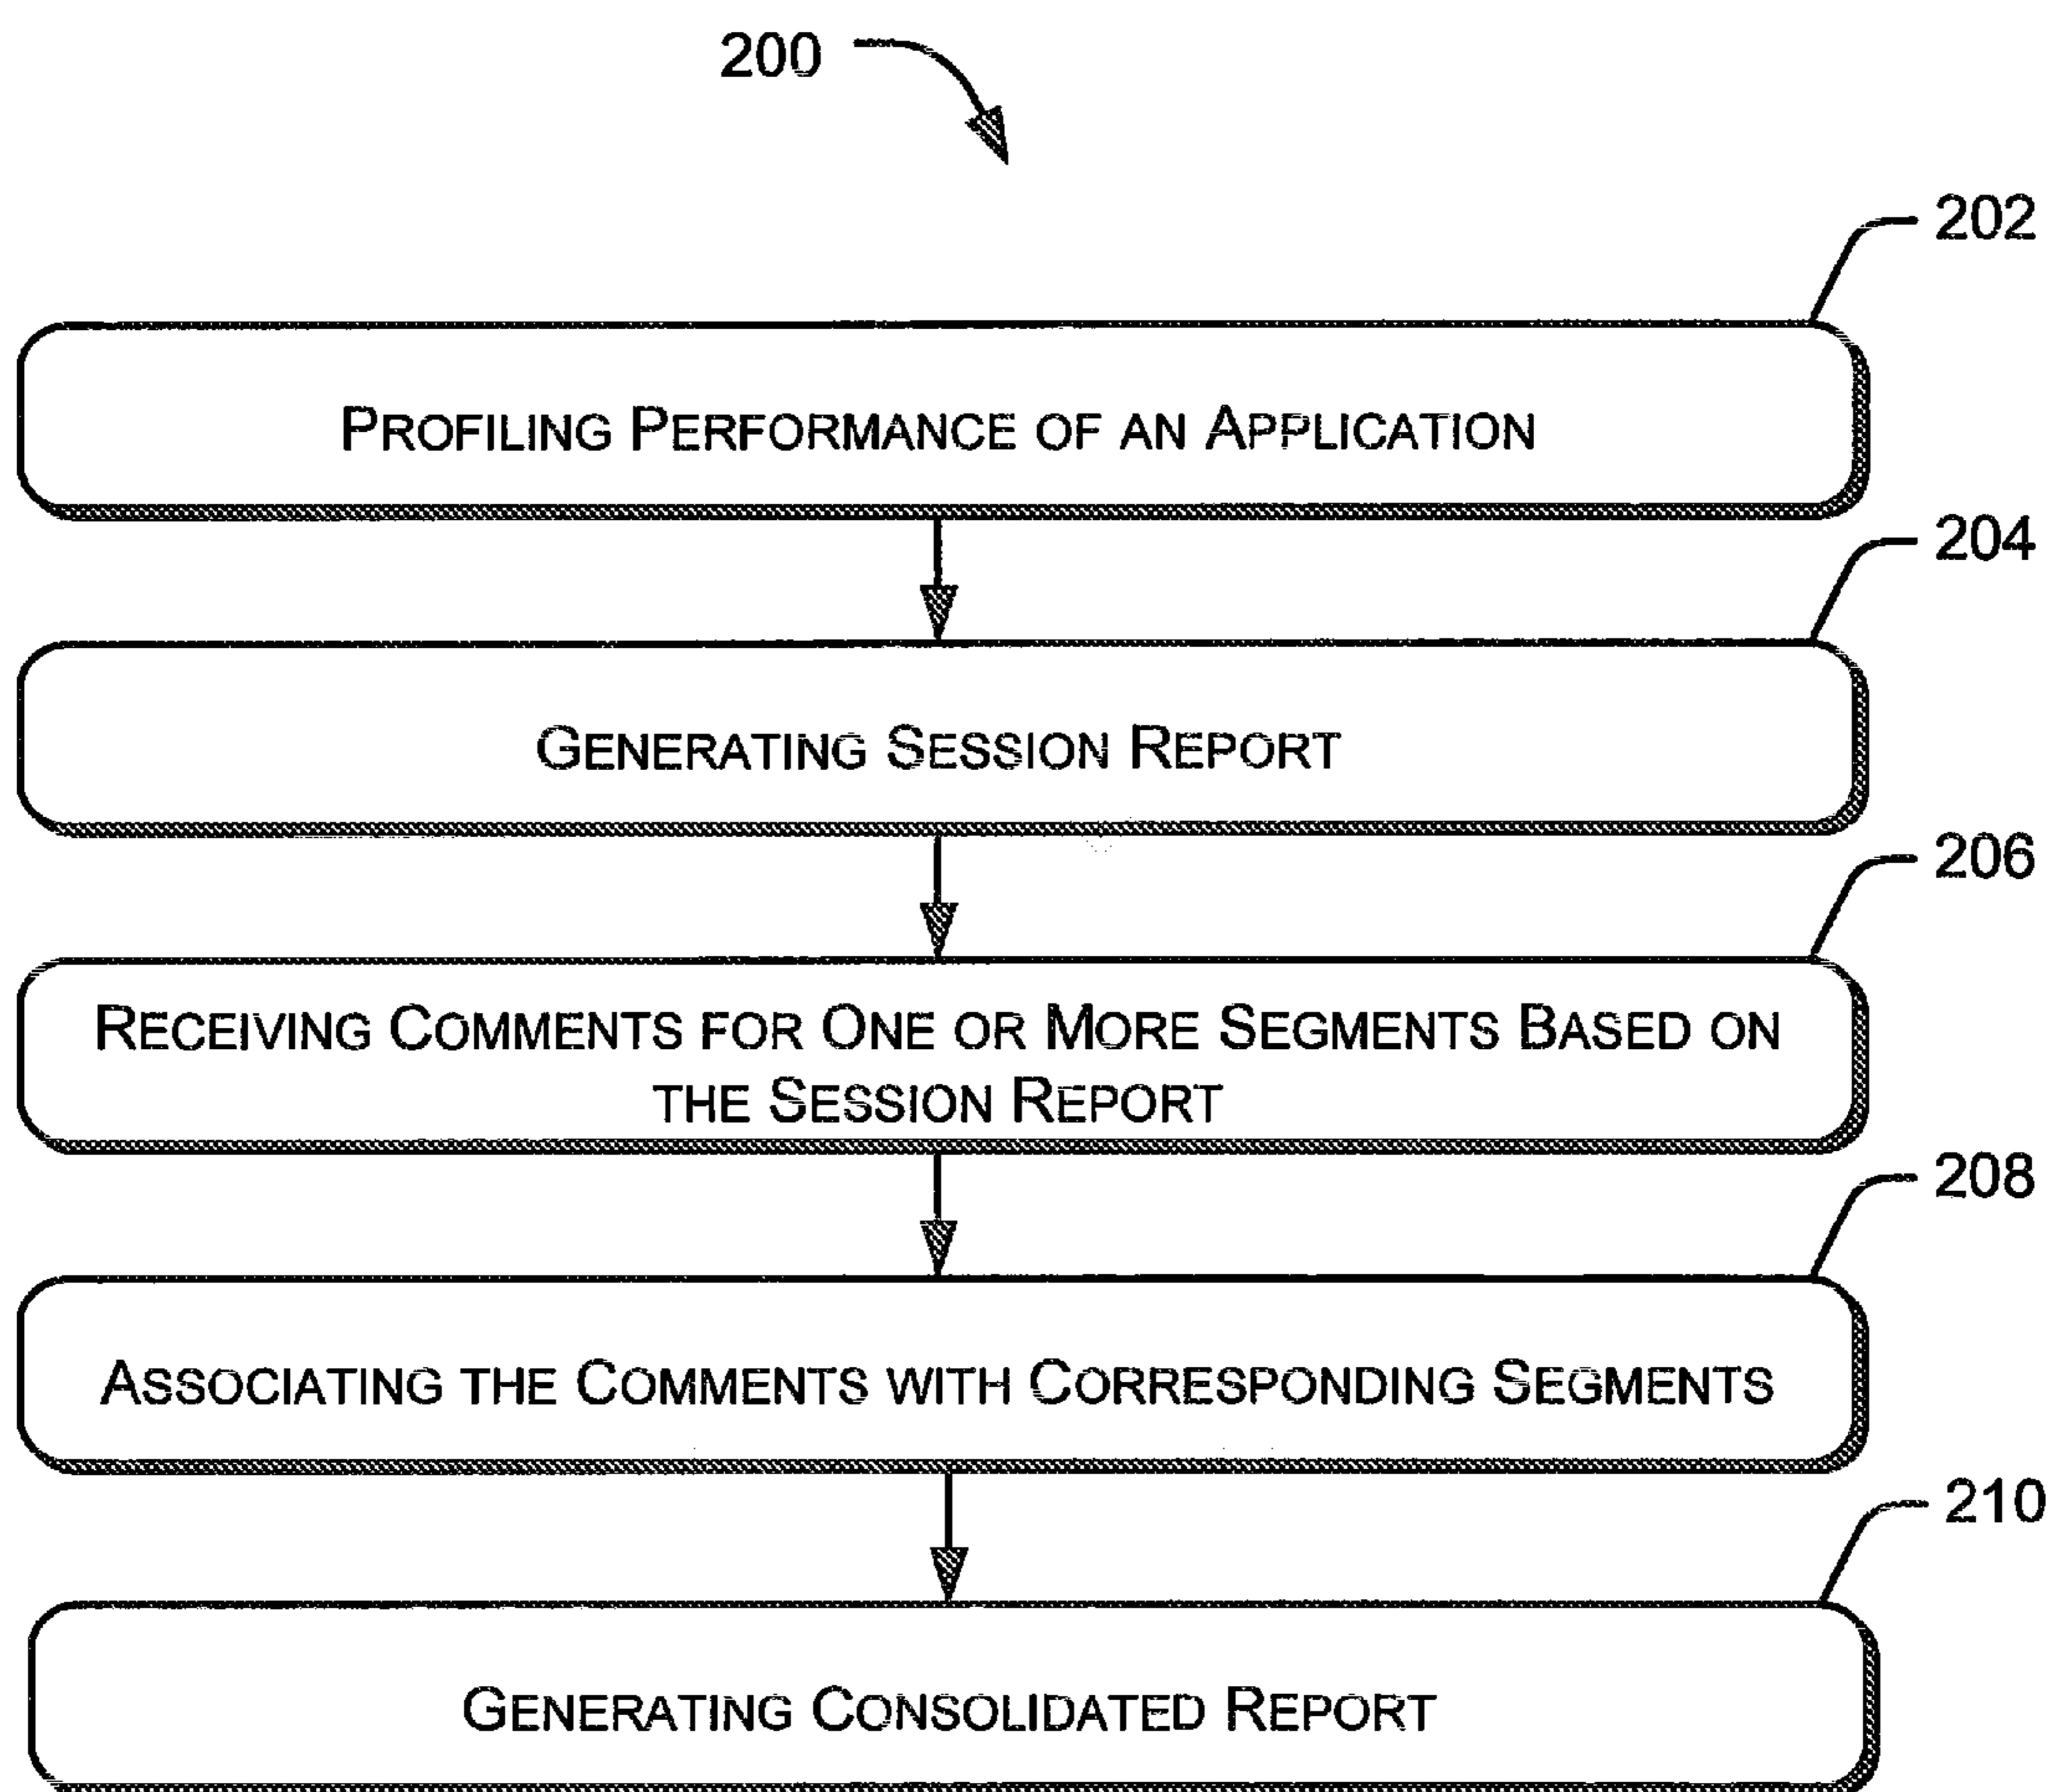 200
202
PROFILING PERFORMANCE OF AN APPLICATION
204
GENERATING SESSION REPORT
206
RECEIVING COMMENTS FOR ONE OR MORE SEGMENTS BASED ON
THE SESSION REPORT
208
ASSOCIATING THE COMMENTS WITH CORRESPONDING SEGMENTS
210
GENERATING CONSOLIDATED REPORT